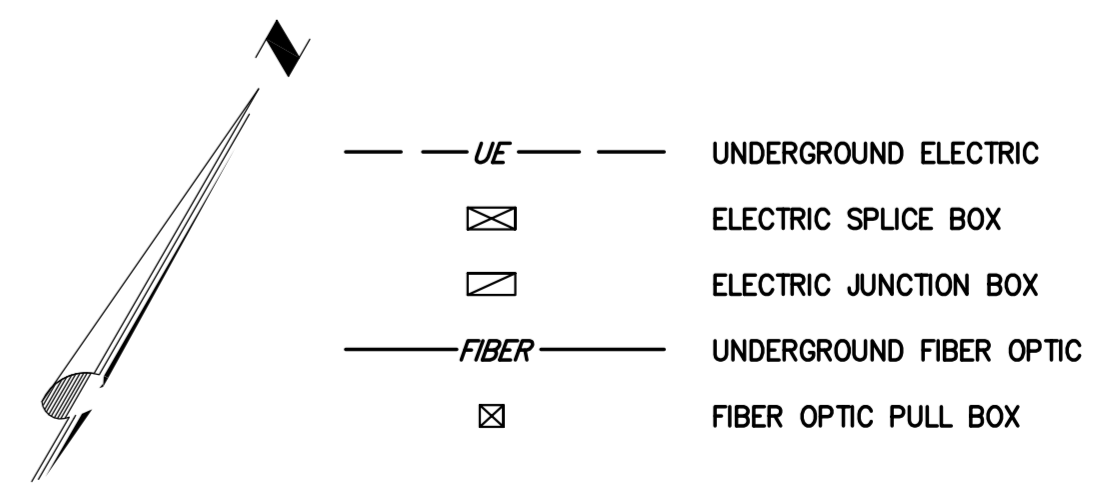 N
UE UNDERGROUND ELECTRIC
ELECTRIC SPLICE BOX
ELECTRIC JUNCTION BOX
FIBER UNDERGROUND FIBER OPTIC
FIBER OPTIC PULL BOX